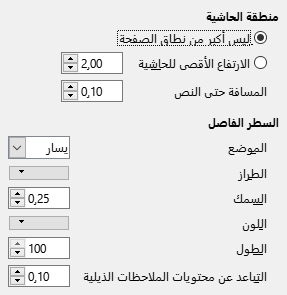 منطقة الحاشية
ليس أكبر من نطاق الصفحة
الارتفاع الأقصى للحاشية 2,00
المسافة حتى النص 0,10
السطر الفاصل
الموضع يسار
الطراز
السمك 0,25
اللون
الطول 100
التباعد عن محتويات الملاحظات الذيلية 0,10